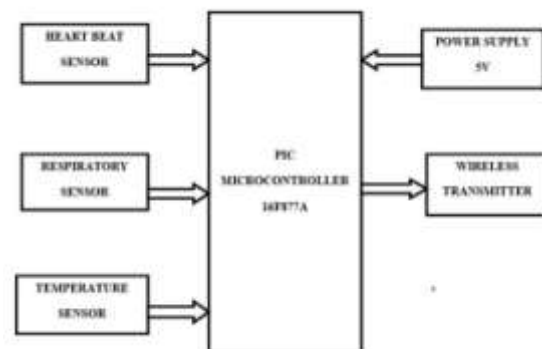 HEART BEAT
SENSOR
POWER SUPPLY
5V
RESPIRATORY
SENSOR
PIC
MICROCONTROLLER
16F877A
WIRELESS
TRANSMITTER
TEMPERATURE
SENSOR